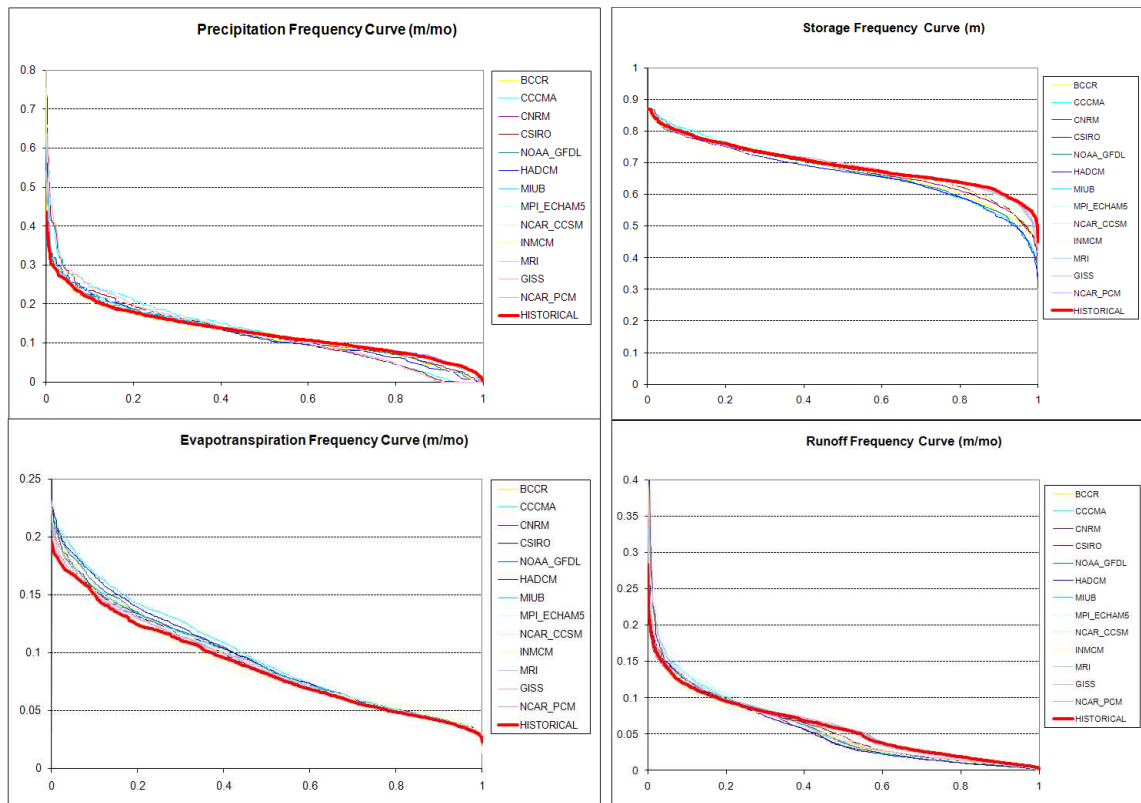 Precipitation Frequency Curve (m/mo)
0.8
0.7
0.6
0.5
0.4
0.3
0.2
0.1
0
0
0.2
0.4
0.6
0.8
1
BCCR
CCCMA
CNRM
CSIRO
NOAA_GFDL
HADCM
MIUB
MPI_ECHAM5
NCAR_CCSM
INMCM
MRI
GISS
NCAR_PCM
HISTORICAL
Storage Frequency Curve (m)
1
0.9
0.8
0.7
0.6
0.5
0.4
0.3
0.2
0.1
0
0
0.2
0.4
0.6
0.8
1
BCCR
CCCMA
CNRM
CSIRO
NOAA_GFDL
HADCM
MIUB
MPI_ECHAM5
NCAR_CCSM
INMCM
MRI
GISS
NCAR_PCM
HISTORICAL
Evapotranspiration Frequency Curve (m/mo)
0.25
0.2
0.15
0.1
0.05
0
0
0.2
0.4
0.6
0.8
1
BCCR
CCCMA
CNRM
CSIRO
NOAA_GFDL
HADCM
MIUB
MPI_ECHAM5
NCAR_CCSM
INMCM
MRI
GISS
NCAR_PCM
HISTORICAL
Runoff Frequency Curve (m/mo)
0.4
0.35
0.3
0.25
0.2
0.15
0.1
0.05
0
0
0.2
0.4
0.6
0.8
1
BCCR
CCCMA
CNRM
CSIRO
NOAA_GFDL
HADCM
MIUB
MPI_ECHAM5
NCAR_CCSM
INMCM
MRI
GISS
NCAR_PCM
HISTORICAL